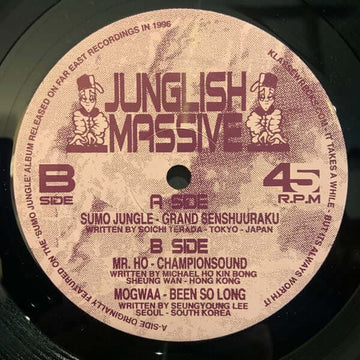 JUNGLISH
MASSIVE
B
SIDE
45
R.P.M
A SIDE
SUMO JUNGLE - GRAND SENSHUURAKU
WRITTEN BY SOICHI TERADA - TOKYO - JAPAN
B SIDE
MR. HO - CHAMPIONSOUND
WRITTEN BY MICHAEL HO KIN BONG
SHEUNG WAN - HONG KONG
MOGWAA - BEEN SO LONG
WRITTEN BY SEUNGYOUNG LEE
SEOUL - SOUTH KOREA
A-SIDE ORIGINALLY FEATURED ON THE 'SUMO JUNGLE' ALBUM RELEASED ON FAR EAST RECORDINGS IN 1996
IT TAKES A WHILE - BUT ITS ALWAYS WORTH IT